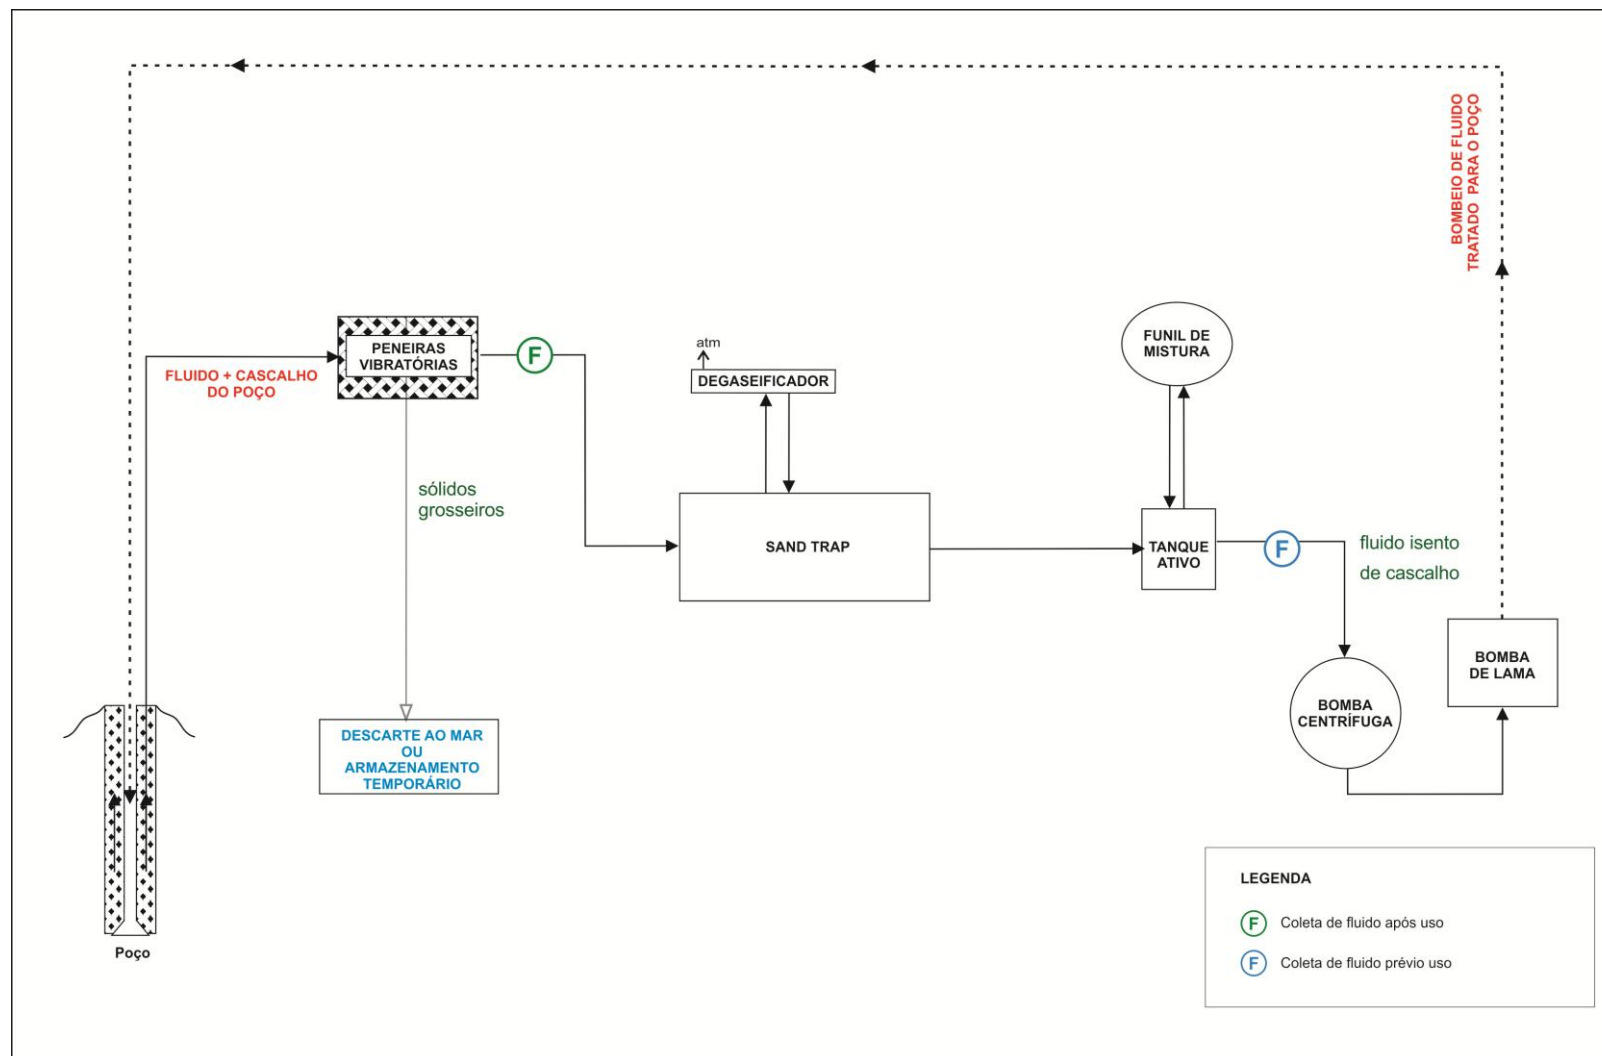 BOMBEIO DE FLUIDO
TRATADO PARA O POÇO
FLUIDO + CASCALHO
DO POÇO
PENEIRAS
VIBRATÓRIAS
F
sólidos
grosseiros
DESCARTE AO MAR
OU
ARMAZENAMENTO
TEMPORÁRIO
atm
DEGASEIFICADOR
SAND TRAP
FUNIL DE
MISTURA
TANQUE
ATIVO
F
fluido isento
de cascalho
BOMBA
CENTRÍFUGA
BOMBA
DE LAMA
Poço
LEGENDA
F Coleta de fluido após uso
F Coleta de fluido prévio uso